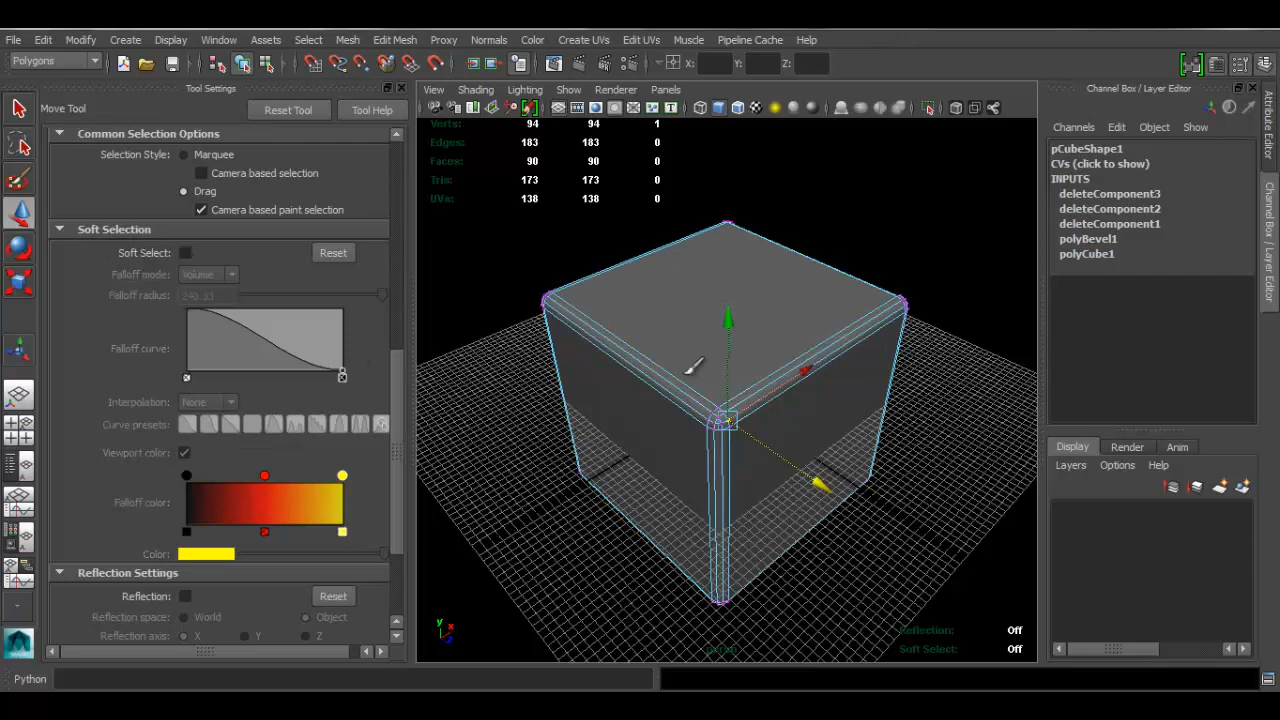 File Edit Modify Create Display Window Assets Select Mesh Edit Mesh Proxy Normals Color Create UVs Edit UVs Muscle Pipeline Cache Help
Polygons
X: Y: Z:
Tool Settings
Move Tool
Reset Tool
Tool Help
Common Selection Options
Selection Style: Marquee
Camera based selection
Drag
Camera based paint selection
Soft Selection
Soft Select:
Reset
Falloff mode: Volume
Falloff radius: 240.93
Falloff curve:
Interpolation: None
Curve presets:
Viewport color:
Falloff color:
Color:
Reflection Settings
Reflection:
Reset
Reflection space: World Object
Reflection axis: X Y Z
View Shading Lighting Show Renderer Panels
Verts: 94 94 1
Edges: 183 183 0
Faces: 90 90 0
Tris: 173 173 0
UVs: 138 138 0
y
x
z
persp
Reflection: Off
Soft Select: Off
Channel Box / Layer Editor
Channels Edit Object Show
pCubeShape1
CVs (click to show)
INPUTS
deleteComponent3
deleteComponent2
deleteComponent1
polyBevel1
polyCube1
Display Render Anim
Layers Options Help
Attribute Editor
Channel Box / Layer Editor
Python